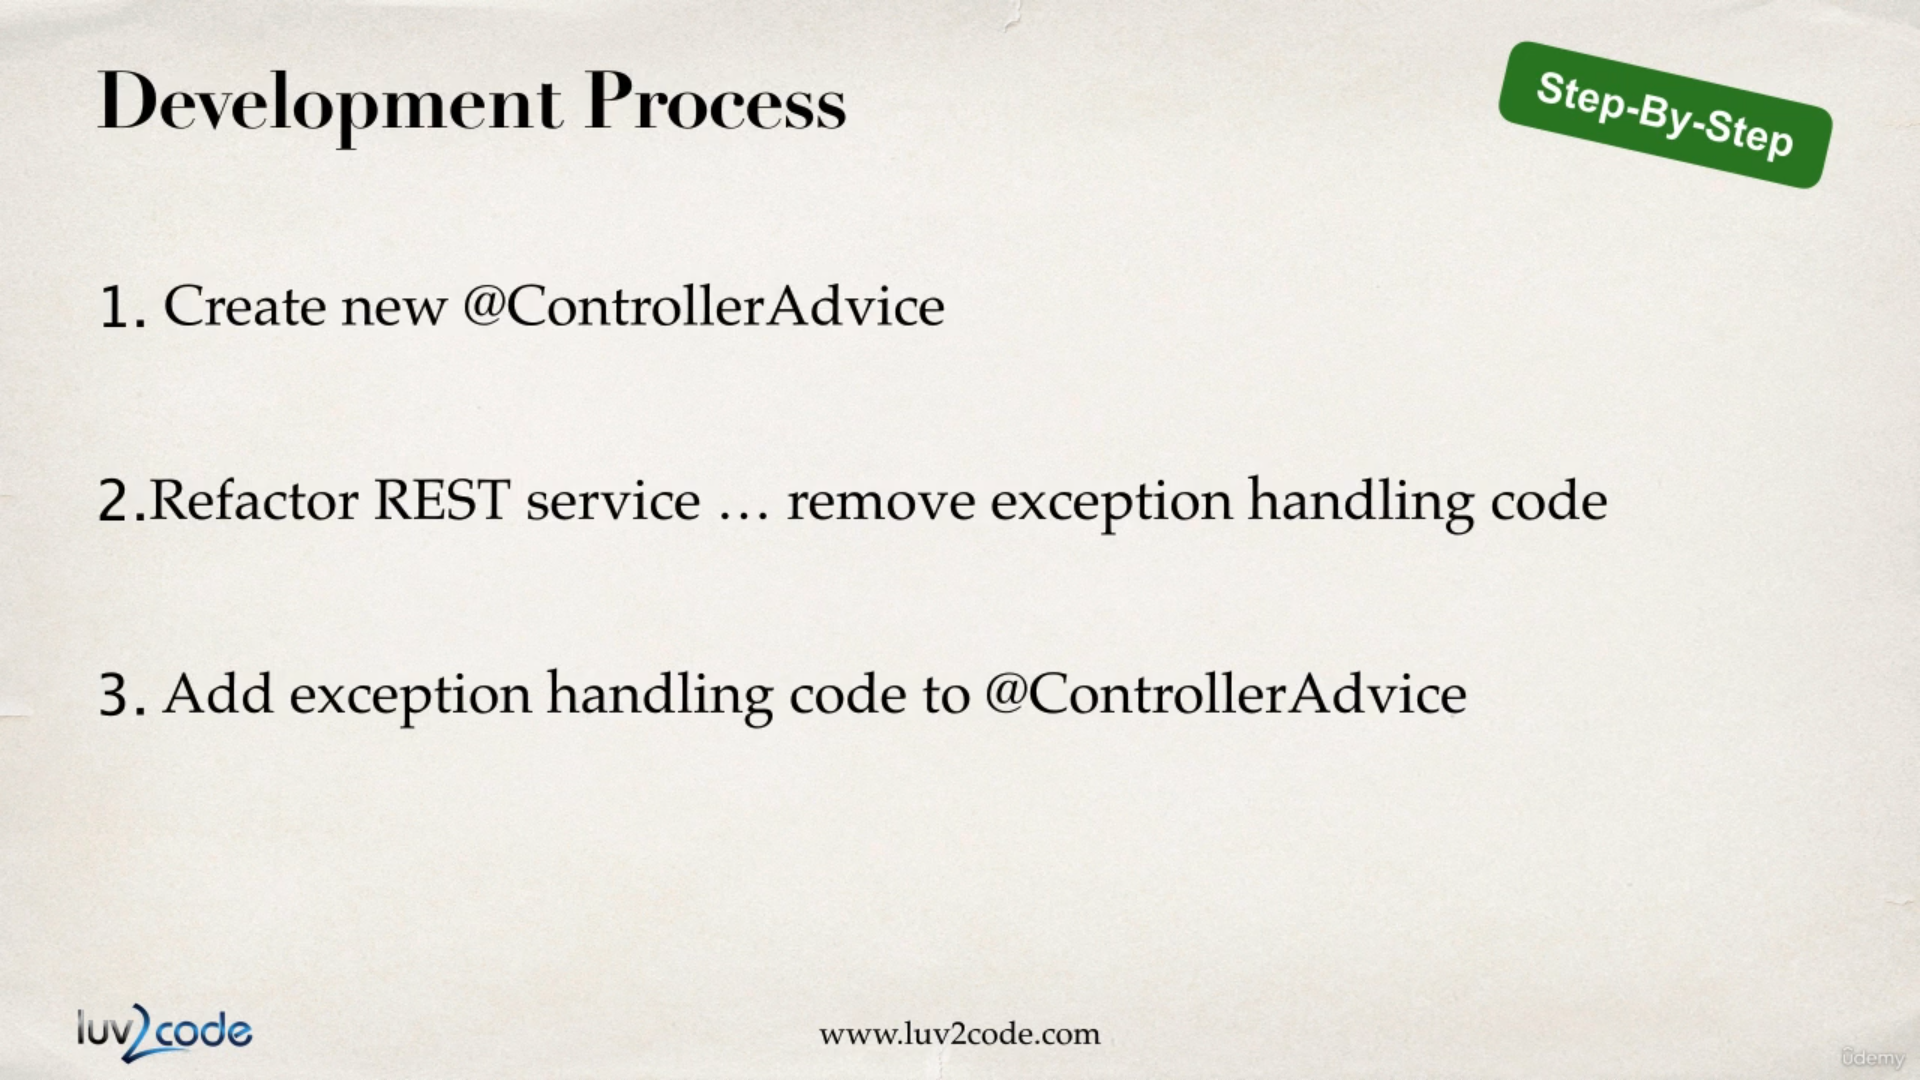 Development Process
Step-By-Step
1. Create new @ControllerAdvice
2.Refactor REST service … remove exception handling code
3. Add exception handling code to @ControllerAdvice
luv2code
www.luv2code.com
ûdemy